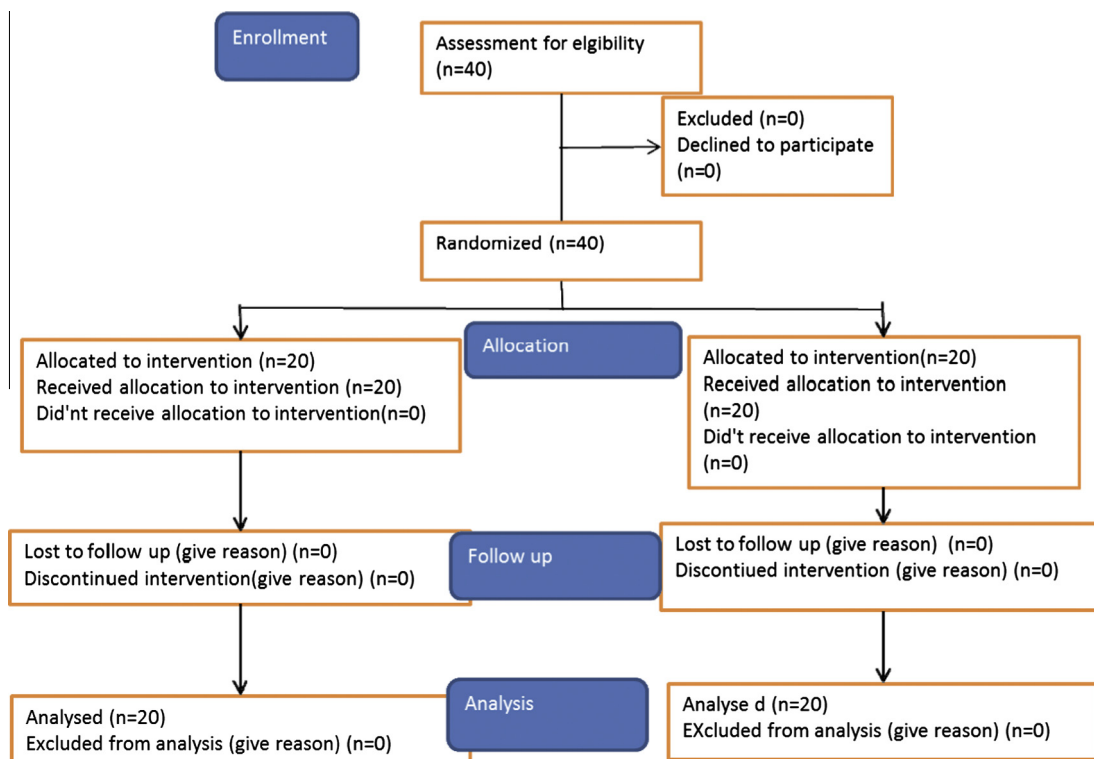 Enrollment
Assessment for elgibility
(n=40)
Excluded (n=0)
Declined to participate
(n=0)
Randomized (n=40)
Allocation
Allocated to intervention (n=20)
Received allocation to intervention (n=20)
Did'nt receive allocation to intervention(n=0)
Allocated to intervention(n=20)
Received allocation to intervention
(n=20)
Did't receive allocation to intervention
(n=0)
Follow up
Lost to follow up (give reason) (n=0)
Discontinued intervention(give reason) (n=0)
Lost to follow up (give reason) (n=0)
Discontiued intervention (give reason) (n=0)
Analysis
Analysed (n=20)
Excluded from analysis (give reason) (n=0)
Analyse d (n=20)
EXcluded from analysis (give reason) (n=0)